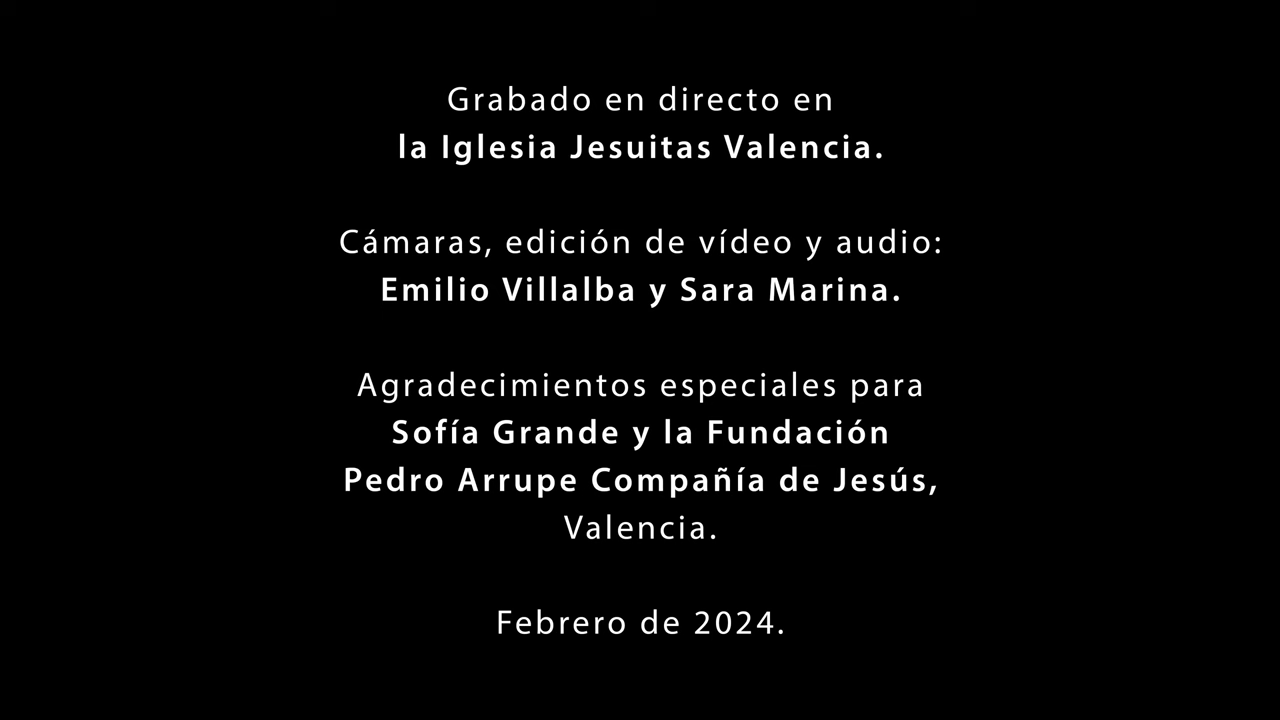 Grabado en directo en
la Iglesia Jesuitas Valencia.
Cámaras, edición de vídeo y audio:
Emilio Villalba y Sara Marina.
Agradecimientos especiales para
Sofía Grande y la Fundación
Pedro Arrupe Compañía de Jesús,
Valencia.
Febrero de 2024.